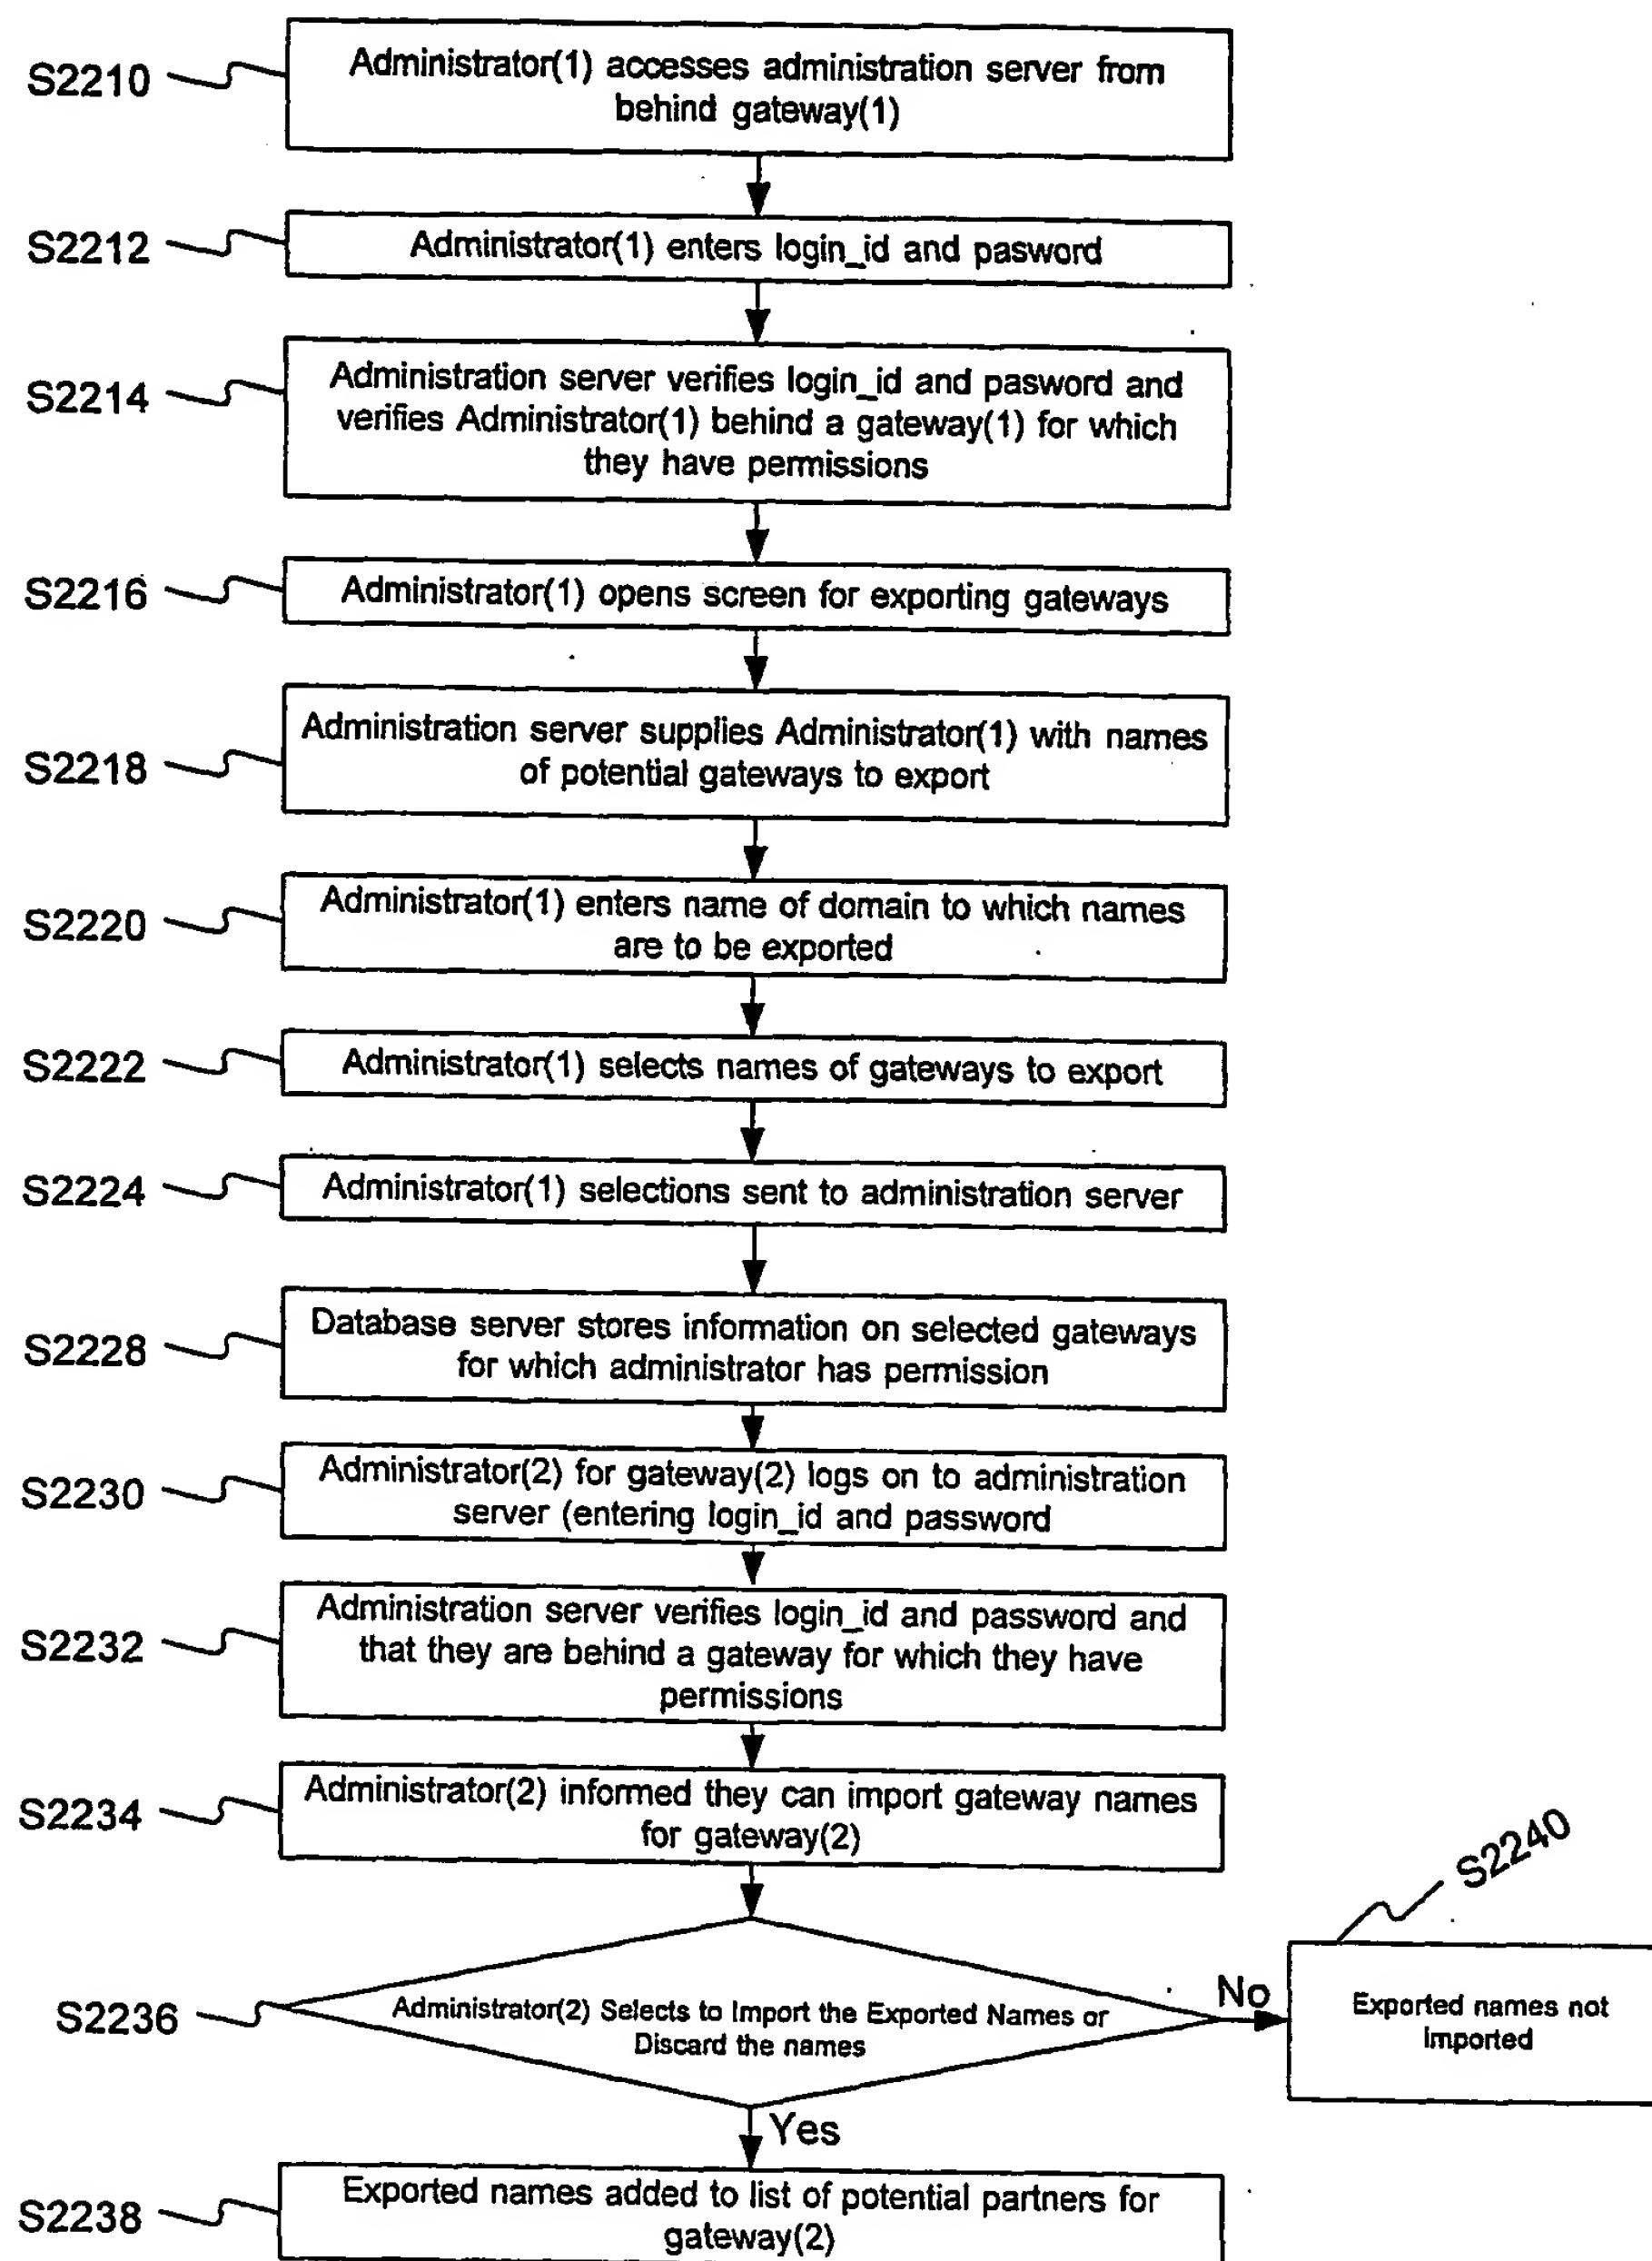 S2210
Administrator(1) accesses administration server from
behind gateway(1)
S2212
Administrator(1) enters login_id and pasword
S2214
Administration server verifies login_id and pasword and
verifies Administrator(1) behind a gateway(1) for which
they have permissions
S2216
Administrator(1) opens screen for exporting gateways
S2218
Administration server supplies Administrator(1) with names
of potential gateways to export
S2220
Administrator(1) enters name of domain to which names
are to be exported
S2222
Administrator(1) selects names of gateways to export
S2224
Administrator(1) selections sent to administration server
S2228
Database server stores information on selected gateways
for which administrator has permission
S2230
Administrator(2) for gateway(2) logs on to administration
server (entering login_id and password
S2232
Administration server verifies login_id and password and
that they are behind a gateway for which they have
permissions
S2234
Administrator(2) informed they can import gateway names
for gateway(2)
S2236
Administrator(2) Selects to Import the Exported Names or
Discard the names
No
S2240
Exported names not
imported
Yes
S2238
Exported names added to list of potential partners for
gateway(2)